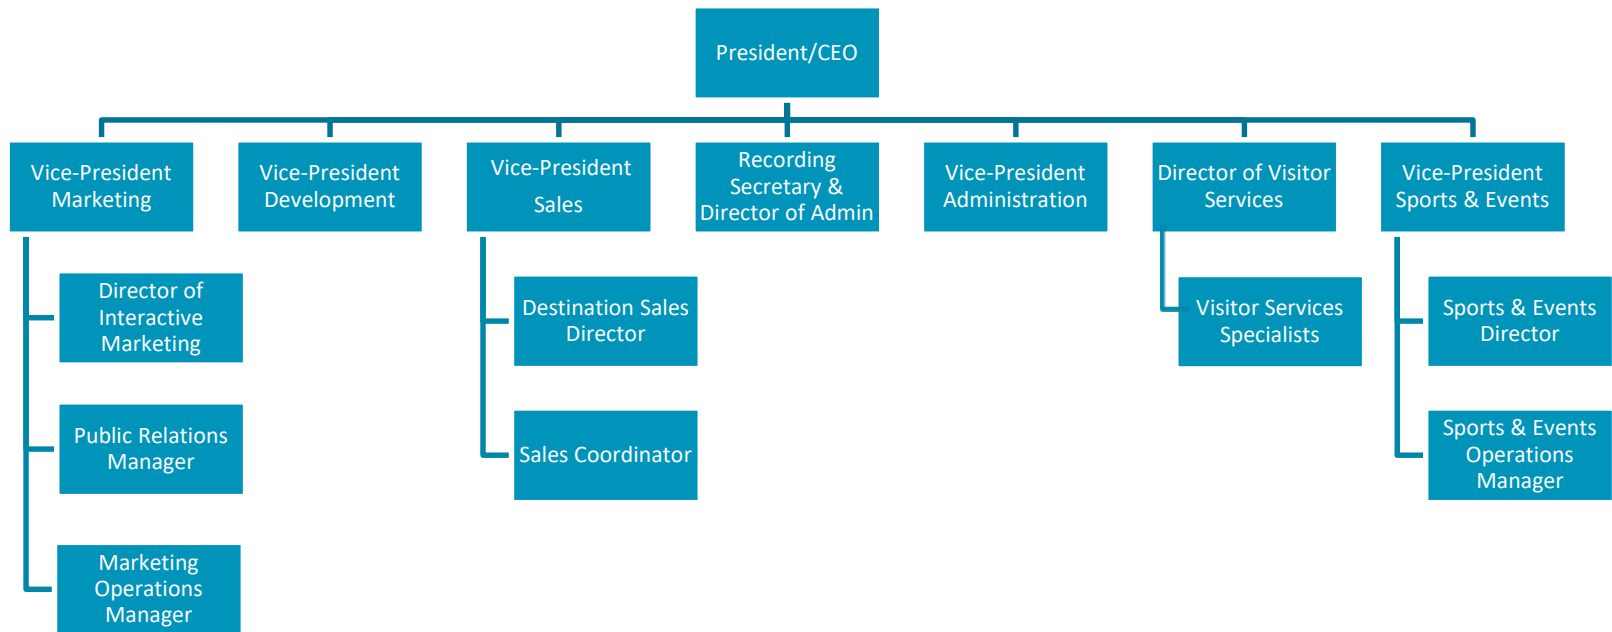 President/CEO
Vice-President
Marketing
Vice-President
Development
Vice-President
Sales
Recording
Secretary &
Director of Admin
Vice-President
Administration
Director of Visitor
Services
Vice-President
Sports & Events
Director of
Interactive
Marketing
Destination Sales
Director
Visitor Services
Specialists
Sports & Events
Director
Public Relations
Manager
Sales Coordinator
Sports & Events
Operations
Manager
Marketing
Operations
Manager